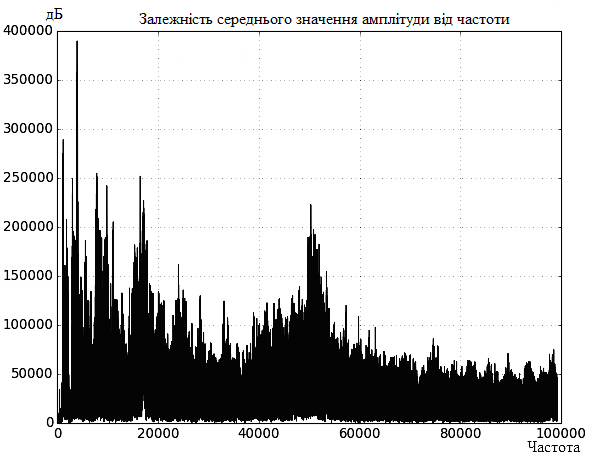 Залежність середнього значення амплітуди від частоти
дБ
400000
350000
300000
250000
200000
150000
100000
50000
0
0 20000 40000 60000 80000 100000
Частота